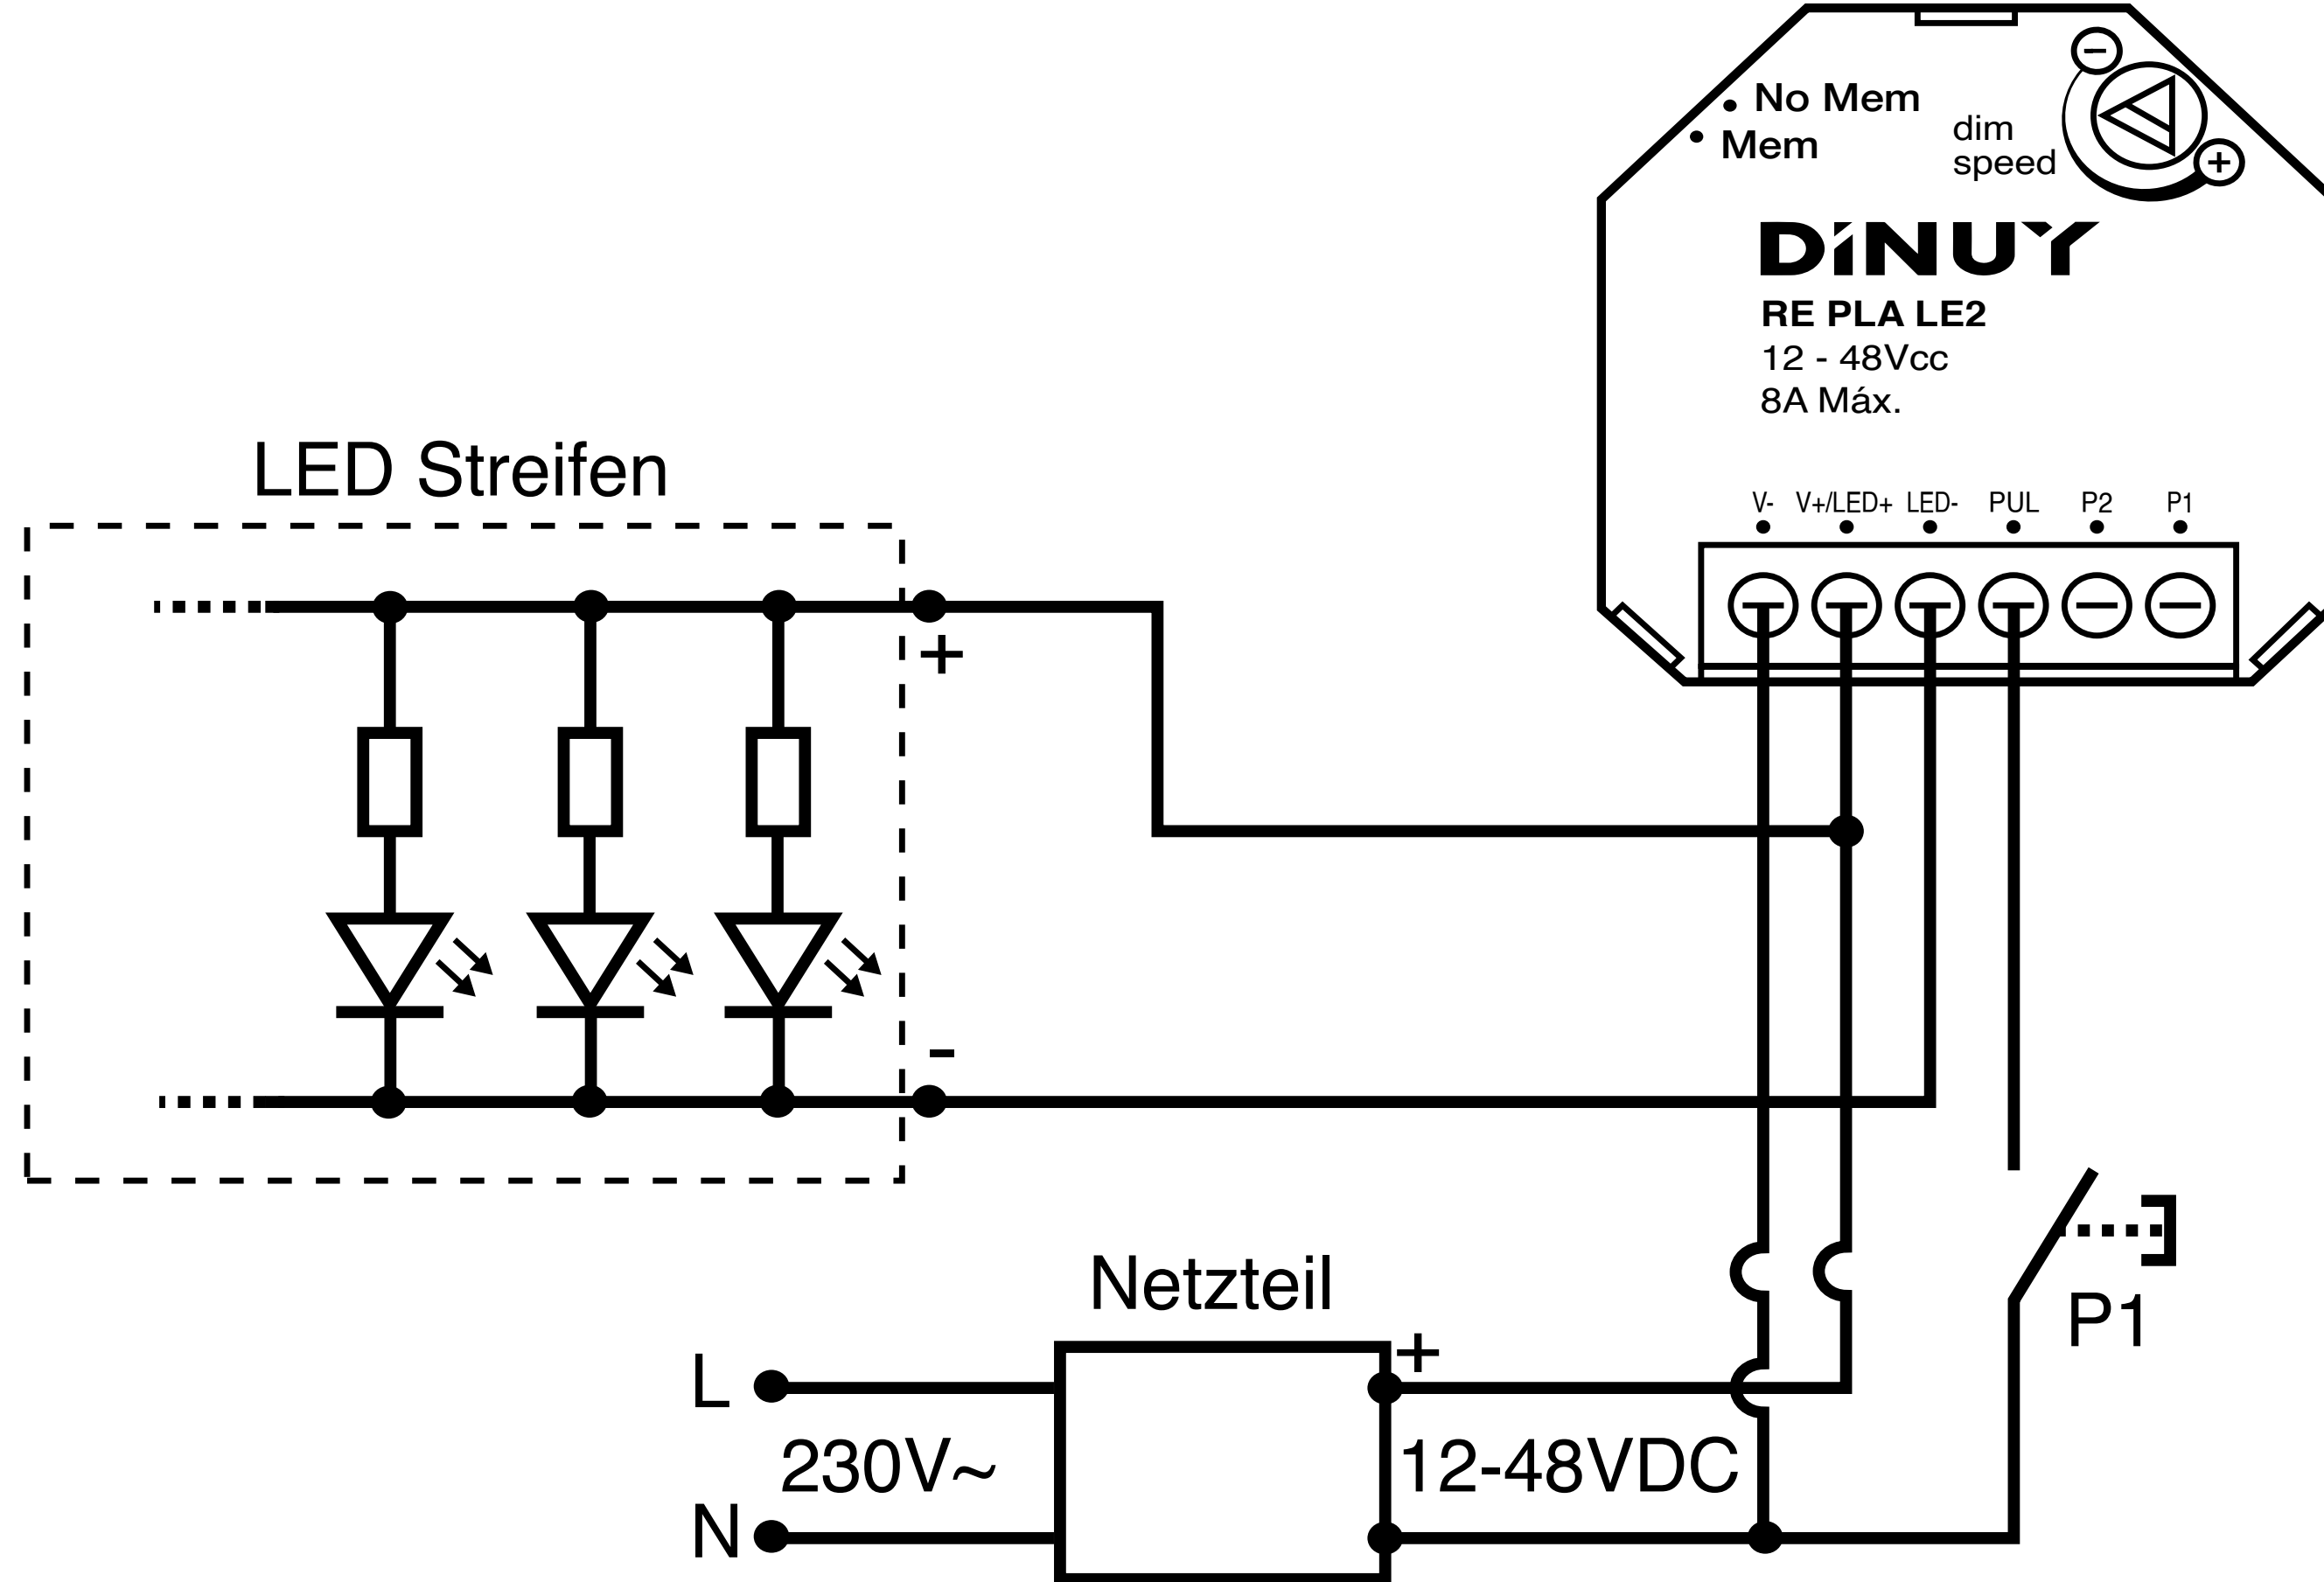 No Mem
Mem
dim
speed
-
+
DiNUY
RE PLA LE2
12 - 48Vcc
8A Máx.
V- V+/LED+ LED- PUL P2 P1
LED Streifen
+
-
Netzteil
P1
L
+
230V~
12-48VDC
N